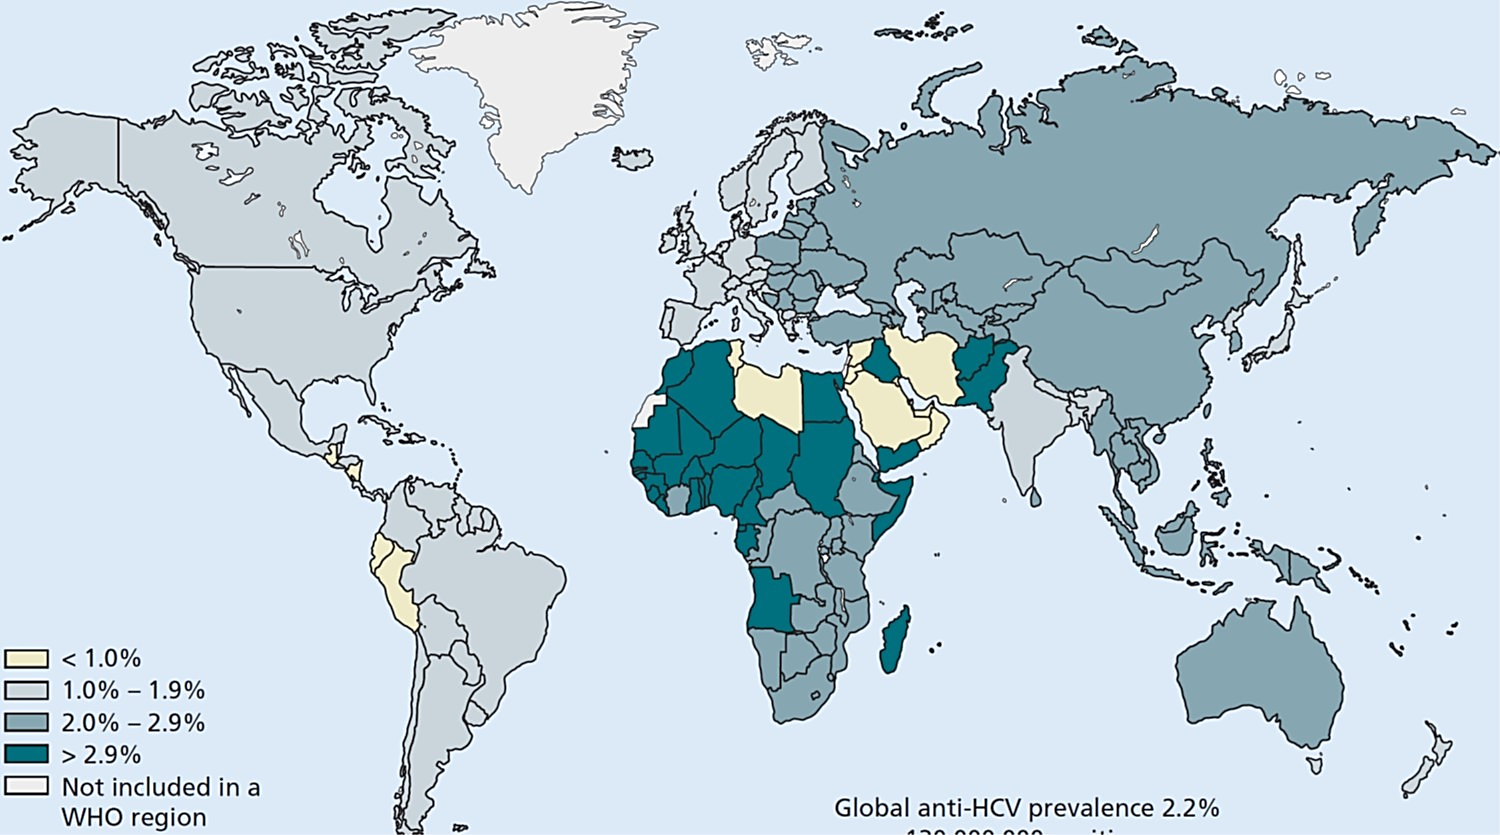 < 1.0%
1.0% – 1.9%
2.0% – 2.9%
> 2.9%
Not included in a
WHO region
Global anti-HCV prevalence 2.2%